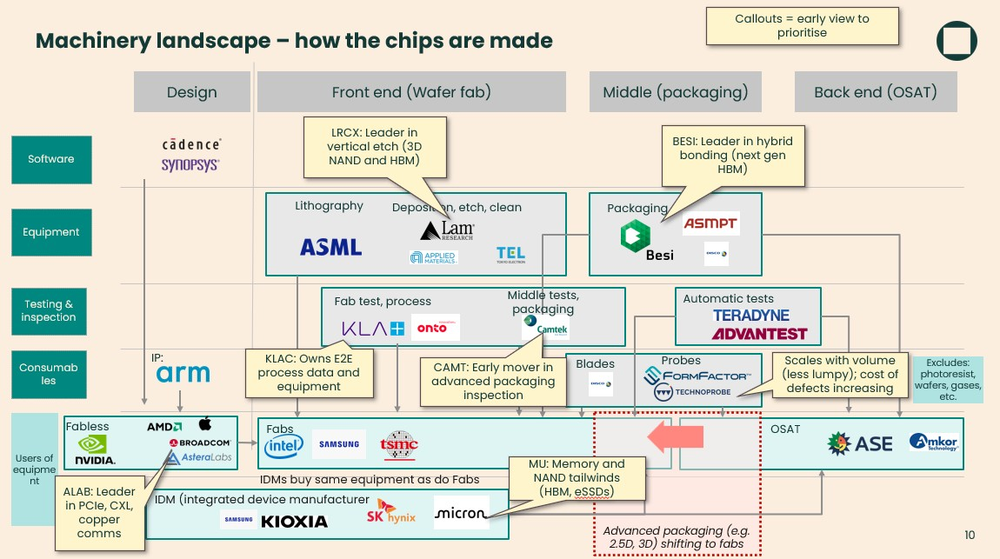 Callouts = early view to
prioritise
Machinery landscape – how the chips are made
Design
Front end (Wafer fab)
Middle (packaging)
Back end (OSAT)
Software
cādence
SYNOPSYS
LRCX: Leader in
vertical etch (3D
NAND and HBM)
BESI: Leader in hybrid
bonding (next gen
HBM)
Equipment
Lithography
ASML
Deposition, etch, clean
Lam
RESEARCH
APPLIED
MATERIALS
TEL
TOKYO ELECTRON
Packaging
Besi
ASMPT
DISCO
Testing &
inspection
Fab test, process
KLA
onto
Middle tests,
packaging
Camtek
Automatic tests
TERADYNE
ADVANTEST
Consumab
les
IP:
arm
KLAC: Owns E2E
process data and
equipment
CAMT: Early mover in
advanced packaging
inspection
Blades
DISCO
Probes
FORMFACTOR
TECHNOPROBE
Scales with volume
(less lumpy); cost of
defects increasing
Excludes:
photoresist,
wafers, gases,
etc.
Users of
equipme
nt
Fabless
NVIDIA
AMD
BROADCOM
AsteraLabs
Fabs
intel
SAMSUNG
tsmc
OSAT
ASE
Amkor
Technology
IDMs buy same equipment as do Fabs
MU: Memory and
NAND tailwinds
(HBM, eSSDs)
ALAB: Leader
in PCIe, CXL,
copper
comms
IDM (integrated device manufacturer
SAMSUNG
KIOXIA
SK hynix
micron
Advanced packaging (e.g.
2.5D, 3D) shifting to fabs
10